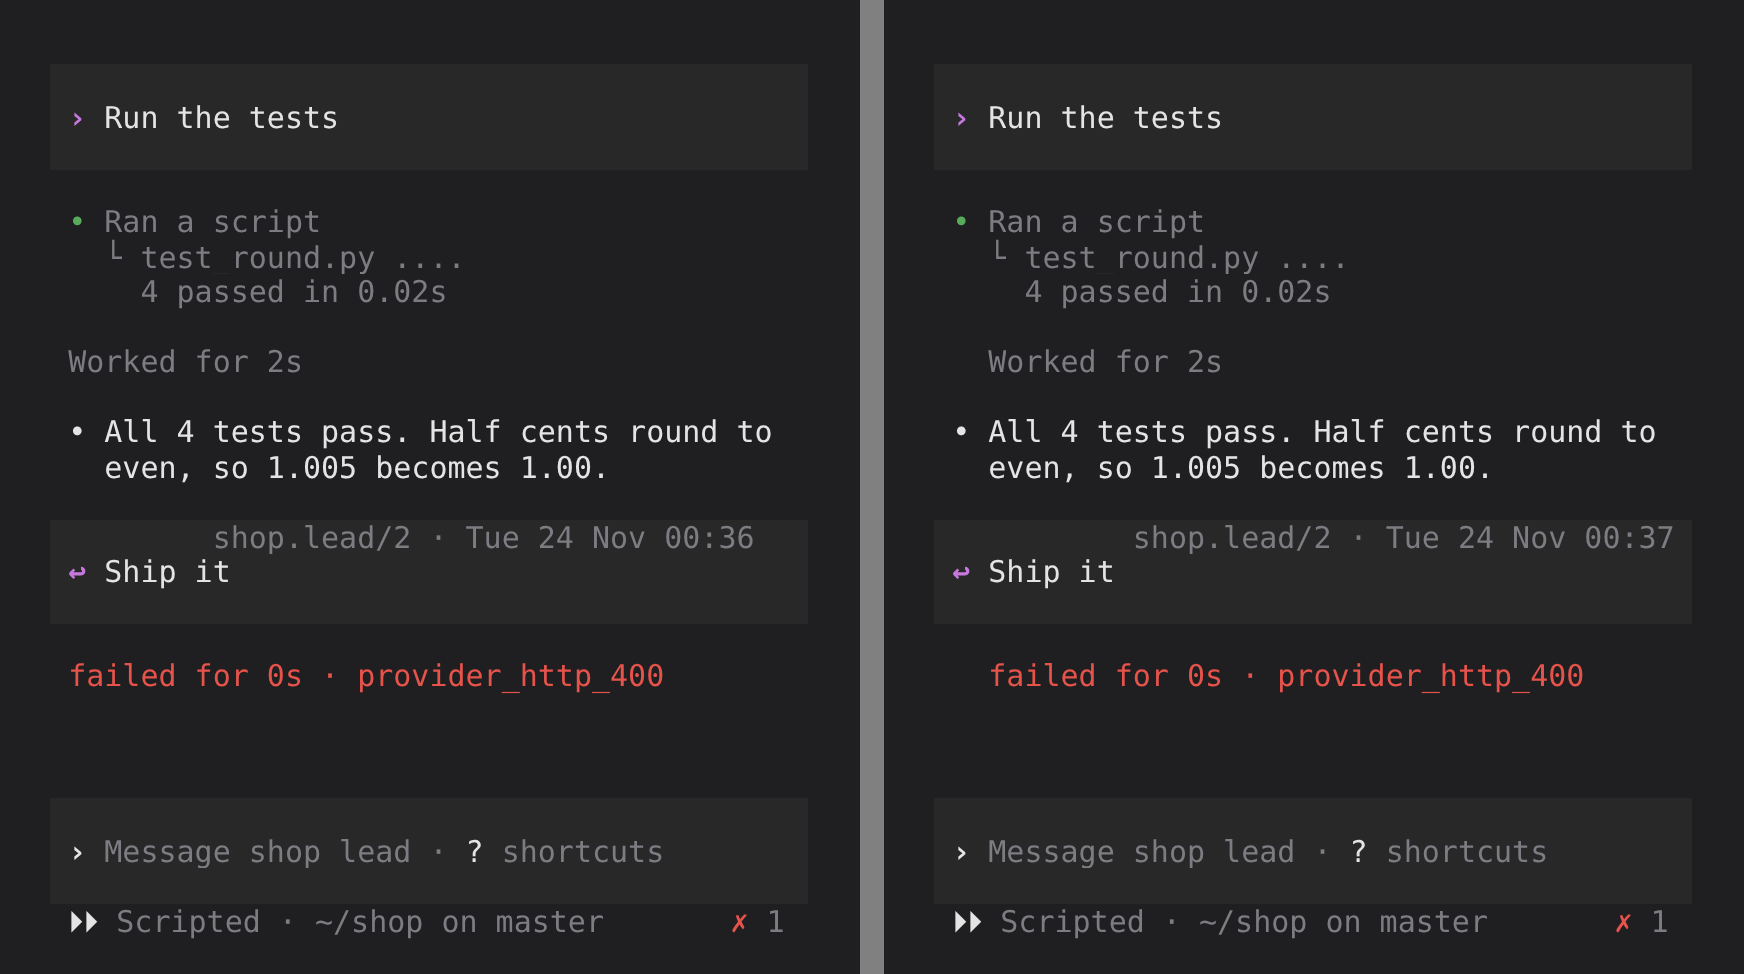 › Run the tests
• Ran a script
└ test_round.py ....
4 passed in 0.02s
Worked for 2s
• All 4 tests pass. Half cents round to
even, so 1.005 becomes 1.00.
shop.lead/2 · Tue 24 Nov 00:36
↩ Ship it
failed for 0s · provider_http_400
› Message shop lead · ? shortcuts
⏵⏵ Scripted · ~/shop on master ✗ 1
› Run the tests
• Ran a script
└ test_round.py ....
4 passed in 0.02s
Worked for 2s
• All 4 tests pass. Half cents round to
even, so 1.005 becomes 1.00.
shop.lead/2 · Tue 24 Nov 00:37
↩ Ship it
failed for 0s · provider_http_400
› Message shop lead · ? shortcuts
⏵⏵ Scripted · ~/shop on master ✗ 1